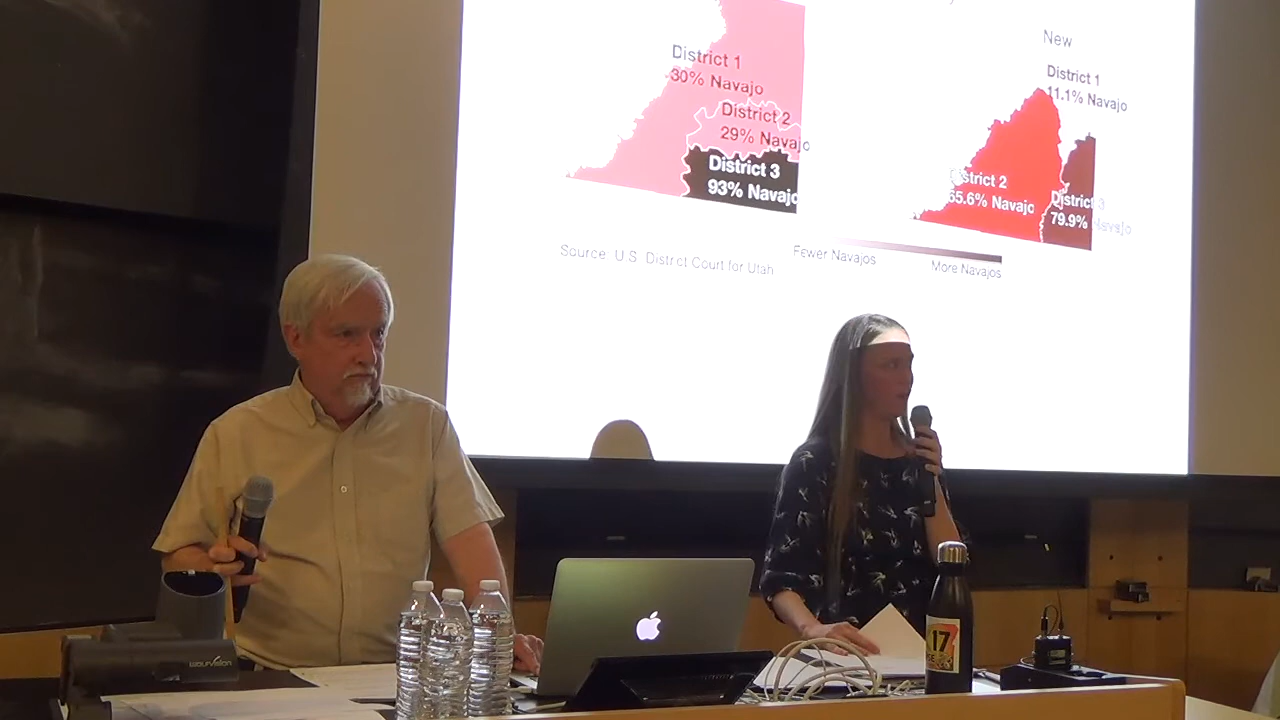 District 1
30% Navajo
District 2
29% Navajo
District 3
93% Navajo
Source: U.S. District Court for Utah
New
District 1
11.1% Navajo
District 2
65.6% Navajo
District 3
79.9% Navajo
Fewer Navajos
More Navajos
wolfvision
17